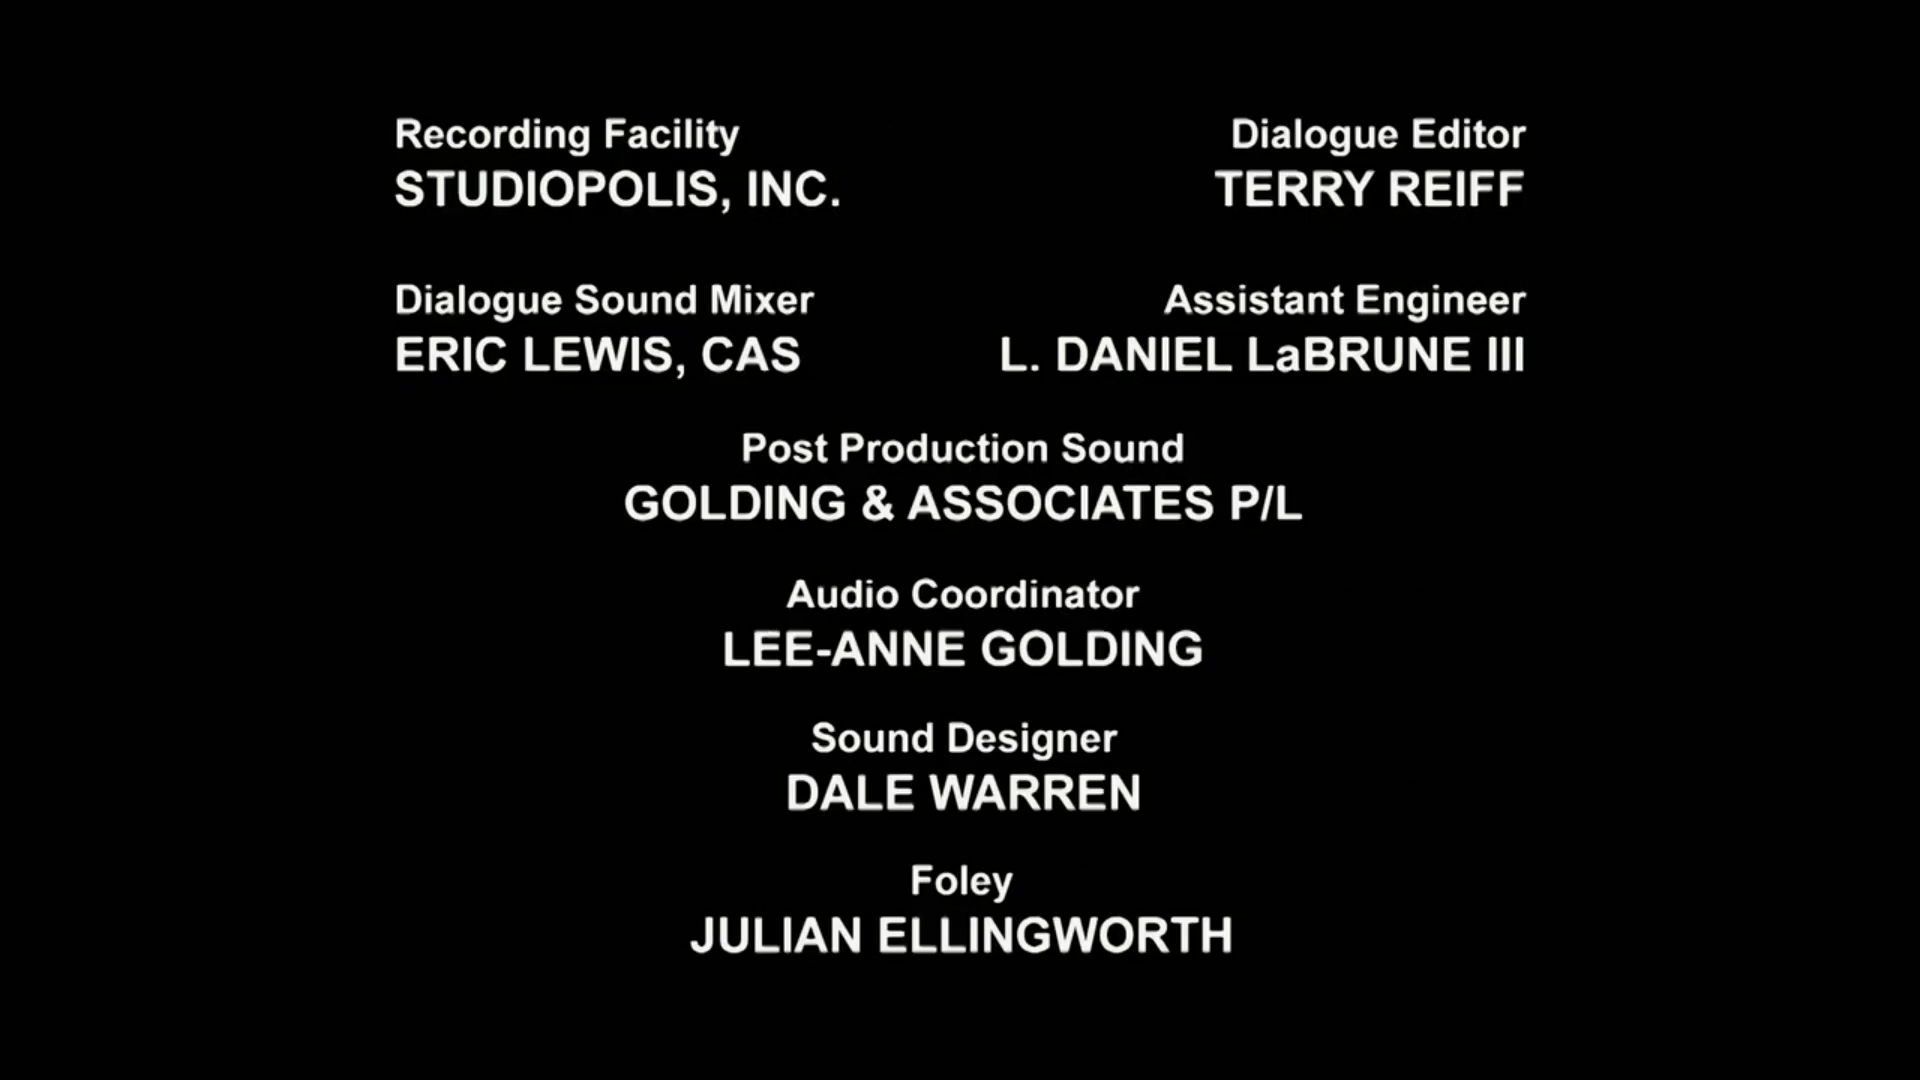 Recording Facility
STUDIOPOLIS, INC.
Dialogue Editor
TERRY REIFF
Dialogue Sound Mixer
ERIC LEWIS, CAS
Assistant Engineer
L. DANIEL LaBRUNE III
Post Production Sound
GOLDING & ASSOCIATES P/L
Audio Coordinator
LEE-ANNE GOLDING
Sound Designer
DALE WARREN
Foley
JULIAN ELLINGWORTH